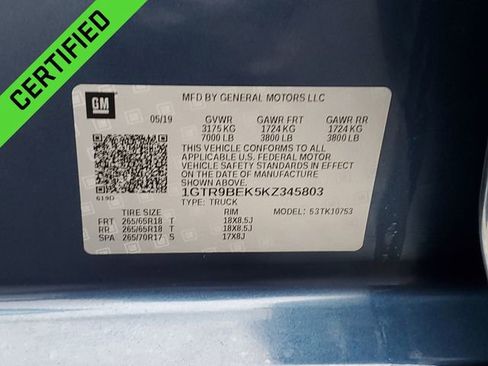 CERTIFIED
GM
MFD BY GENERAL MOTORS LLC
05/19 GVWR GAWR FRT GAWR RR
3175 KG 1724 KG 1724 KG
7000 LB 3800 LB 3800 LB
THIS VEHICLE CONFORMS TO ALL
APPLICABLE U.S. FEDERAL MOTOR
VEHICLE SAFETY STANDARDS IN EFFECT
ON THE DATE OF MANUFACTURE
SHOWN ABOVE.
619D
1GTR9BEK5KZ345803
TYPE: TRUCK
TIRE SIZE RIM MODEL: 53TK10753
FRT 265/65R18 T 18X8.5J
RR 265/65R18 T 18X8.5J
SPA 265/70R17 S 17X8J